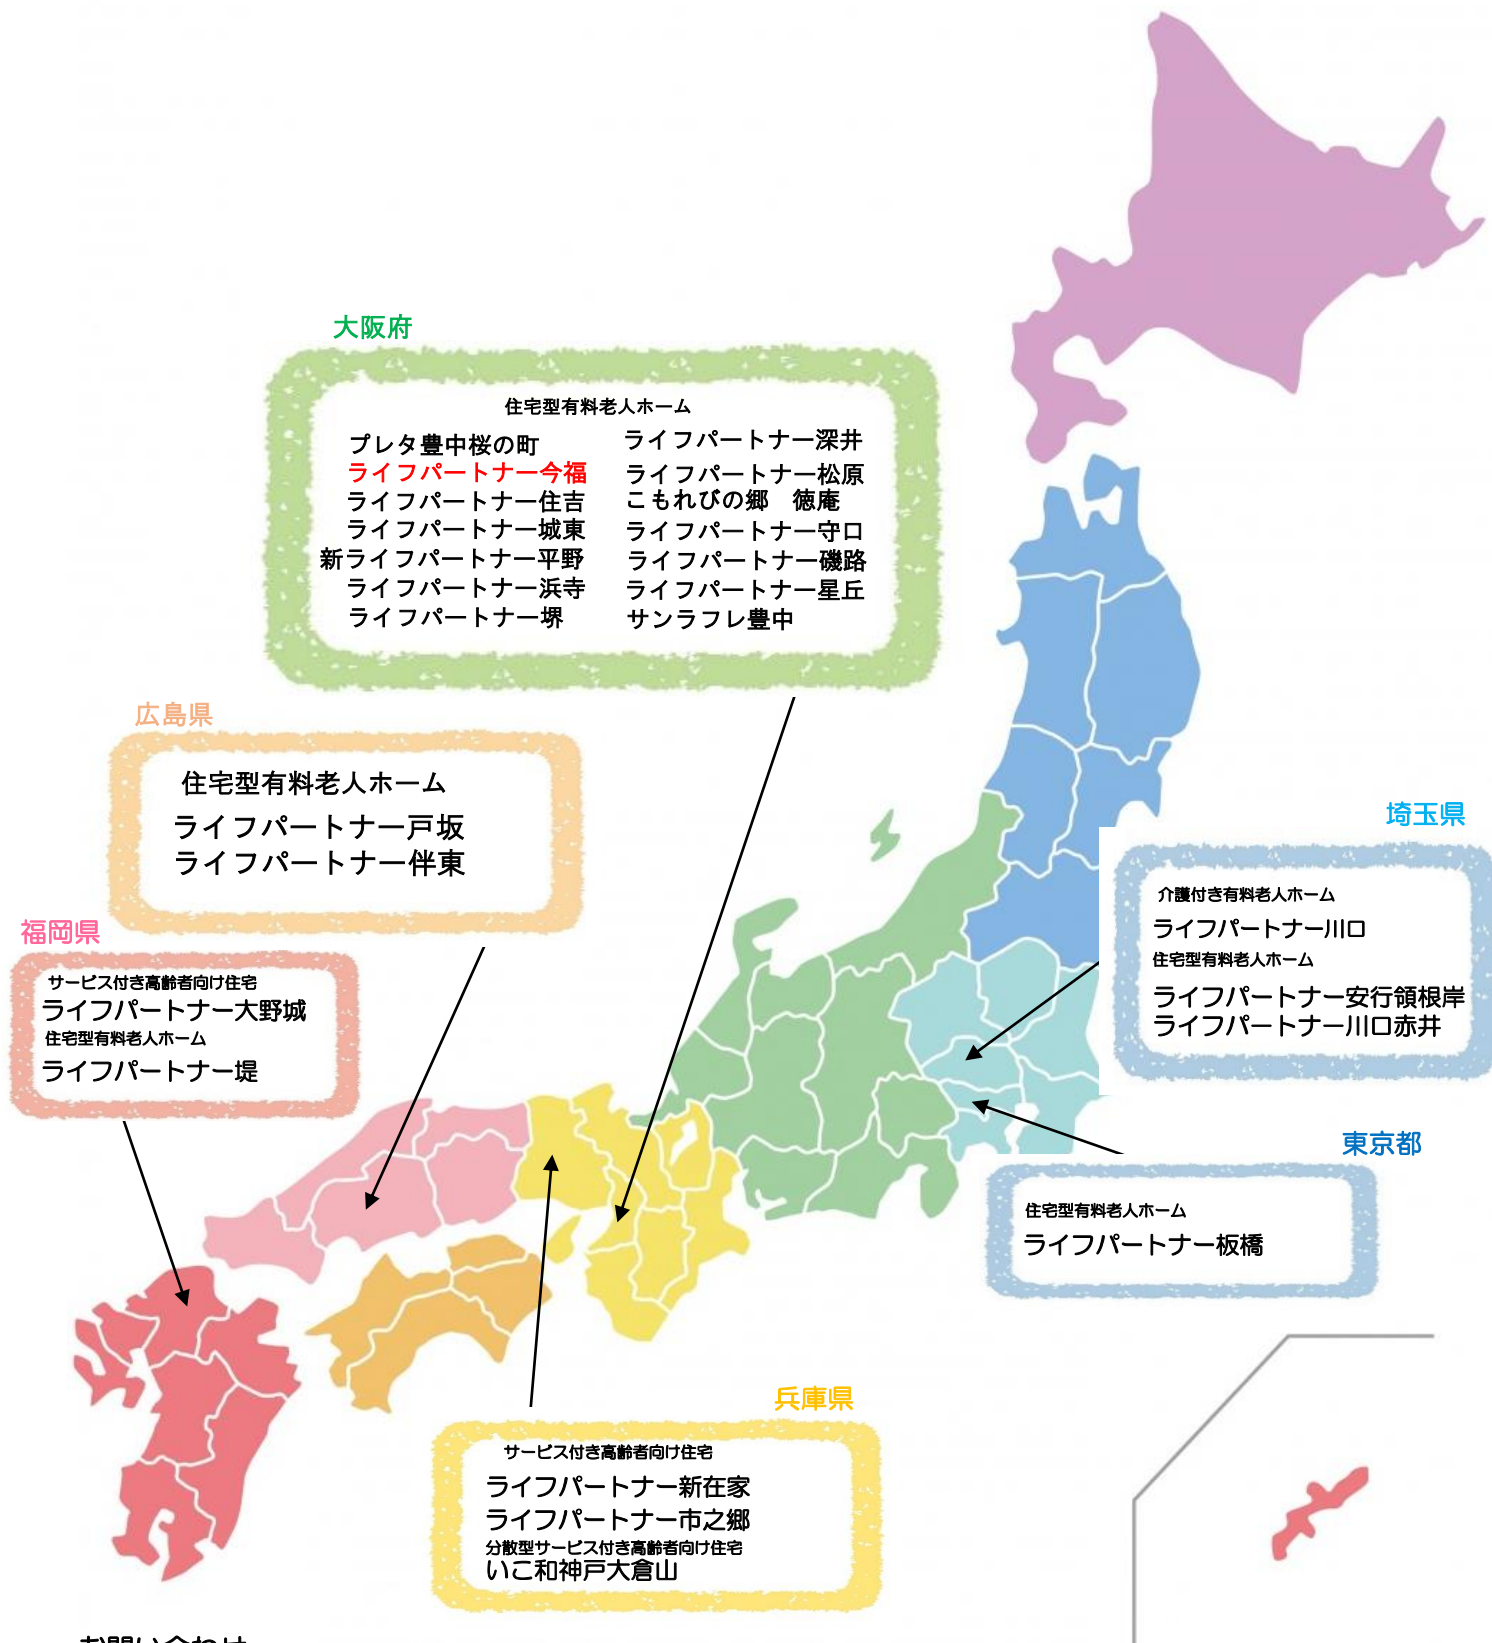 大阪府
住宅型有料老人ホーム
プレタ豊中桜の町
ライフパートナー今福
ライフパートナー住吉
ライフパートナー城東
新ライフパートナー平野
ライフパートナー浜寺
ライフパートナー堺
ライフパートナー深井
ライフパートナー松原
こもれびの郷　徳庵
ライフパートナー守口
ライフパートナー磯路
ライフパートナー星丘
サンラフレ豊中
広島県
住宅型有料老人ホーム
ライフパートナー戸坂
ライフパートナー伴東
埼玉県
介護付き有料老人ホーム
ライフパートナー川口
住宅型有料老人ホーム
ライフパートナー安行領根岸
ライフパートナー川口赤井
福岡県
サービス付き高齢者向け住宅
ライフパートナー大野城
住宅型有料老人ホーム
ライフパートナー堤
東京都
住宅型有料老人ホーム
ライフパートナー板橋
兵庫県
サービス付き高齢者向け住宅
ライフパートナー新在家
ライフパートナー市之郷
分散型サービス付き高齢者向け住宅
いこ和神戸大倉山
お問い合わせ